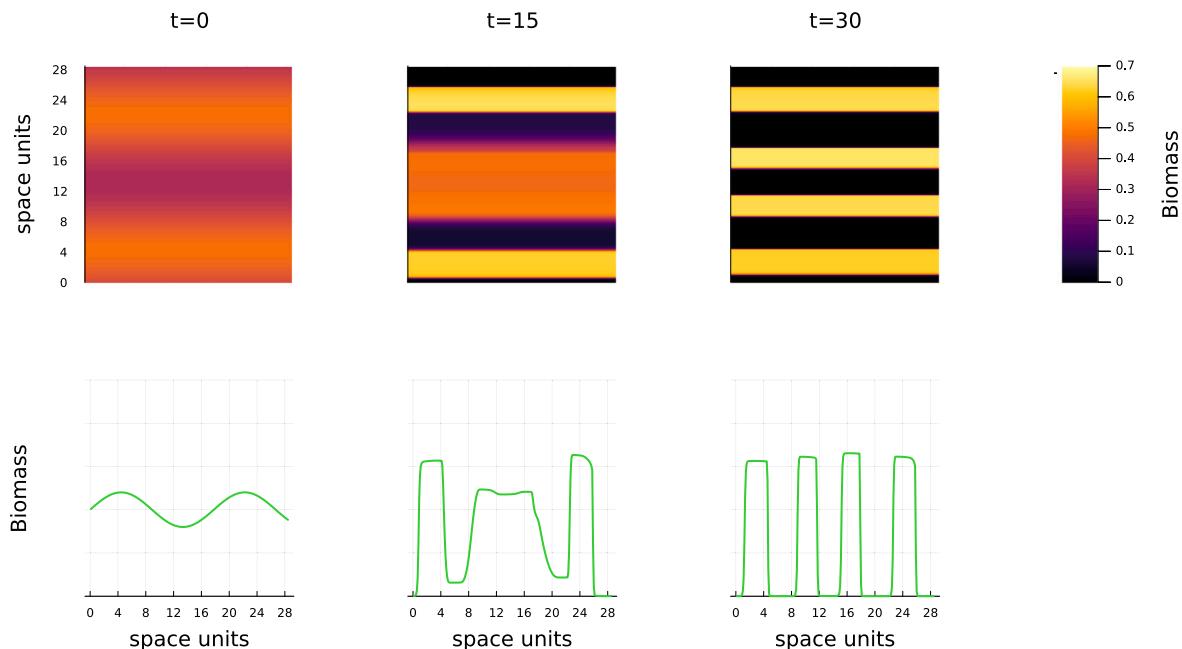 t=0 t=15 t=30
space units
28
24
20
16
12
8
4
0
0.7
0.6
0.5
0.4
0.3
0.2
0.1
0
Biomass
Biomass
0 4 8 12 16 20 24 28
0 4 8 12 16 20 24 28
0 4 8 12 16 20 24 28
space units space units space units